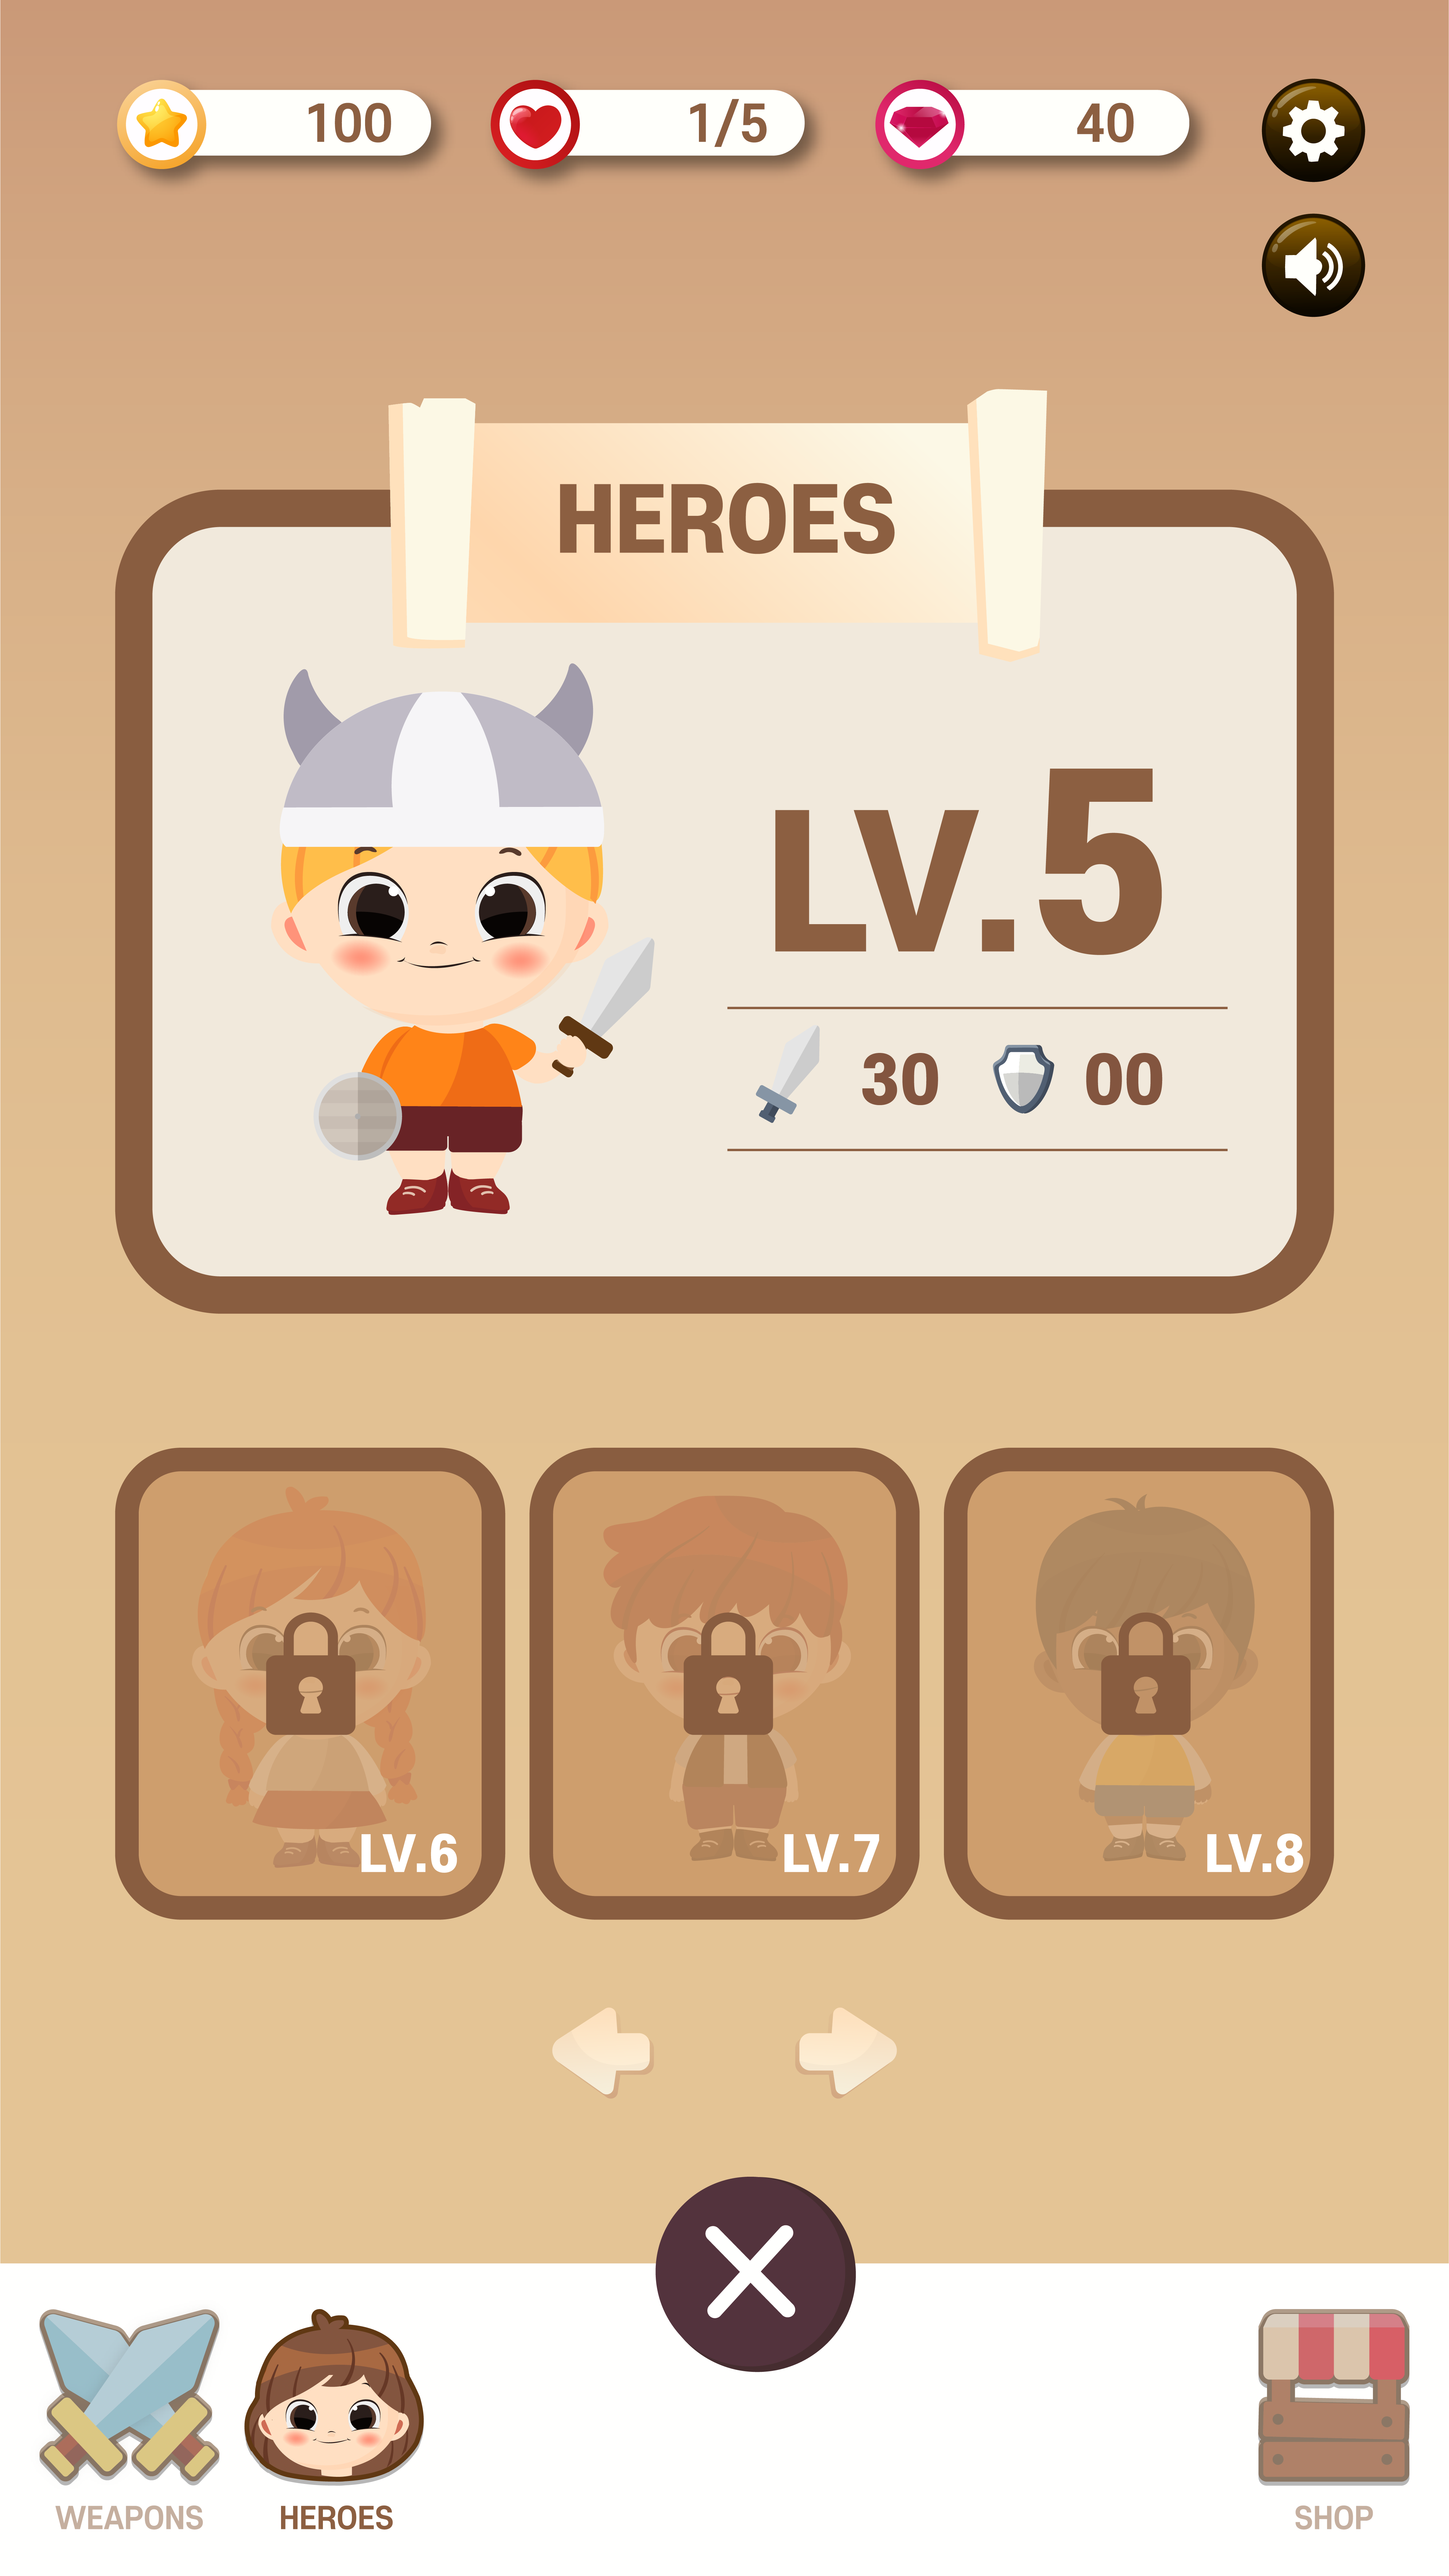 100 1/5 40
HEROES
LV.5
30 00
LV.6 LV.7 LV.8
WEAPONS HEROES SHOP